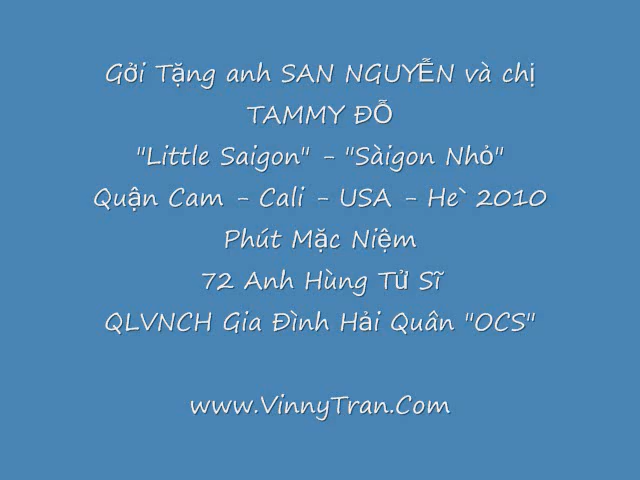 Gởi Tặng anh SAN NGUYỄN và chị
TAMMY ĐỖ
"Little Saigon" - "Sàigon Nhỏ"
Quận Cam - Cali - USA - He` 2010
Phút Mặc Niệm
72 Anh Hùng Tử Sĩ
QLVNCH Gia Đình Hải Quân "OCS"
www.VinnyTran.Com